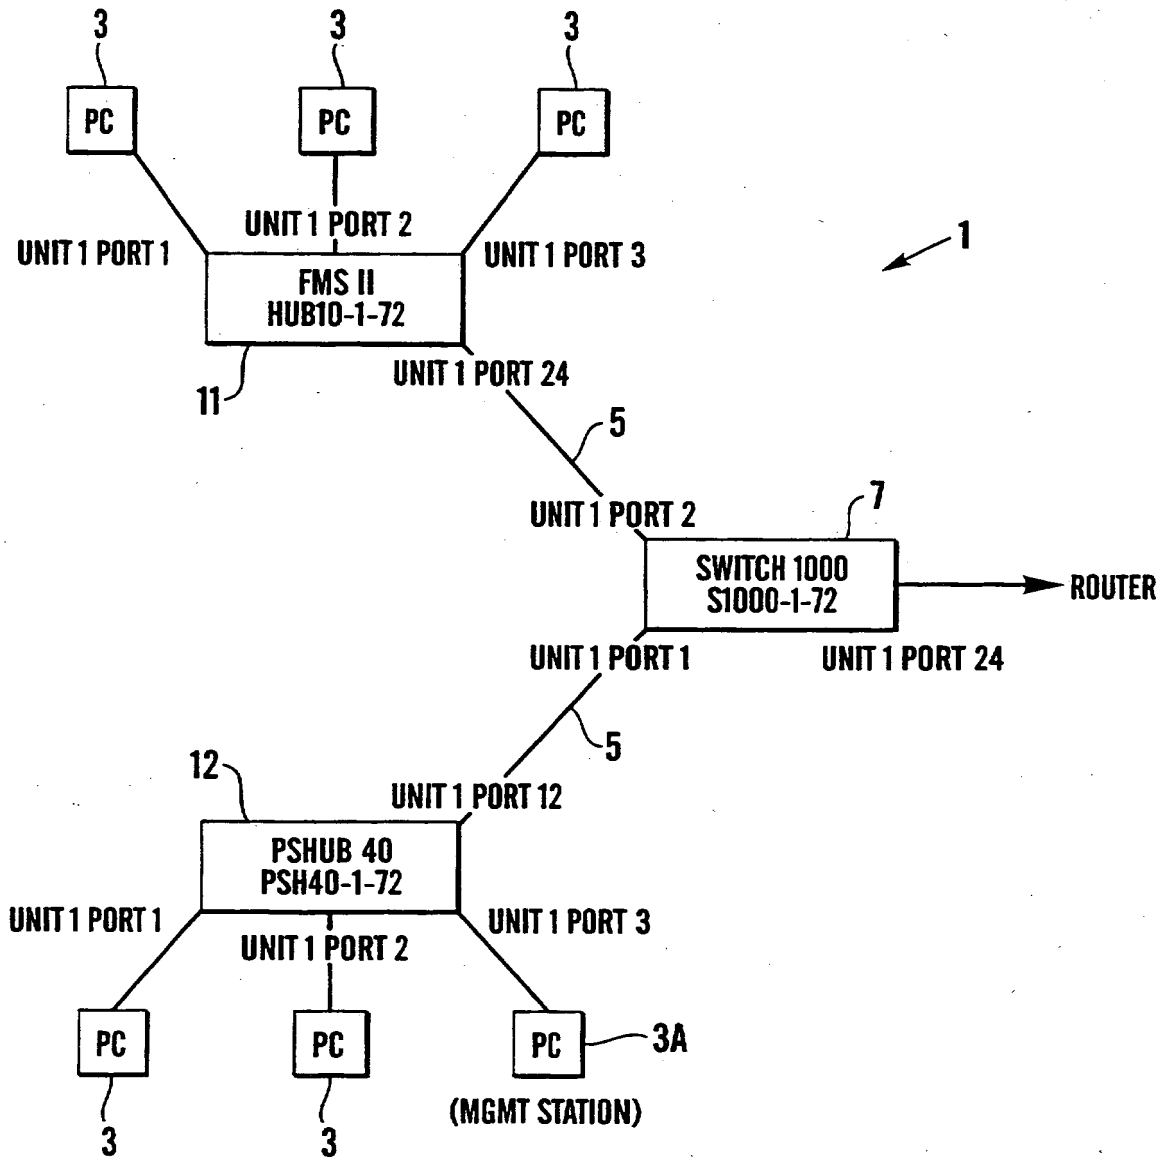 3
3
3
PC
PC
PC
UNIT 1 PORT 2
UNIT 1 PORT 1
UNIT 1 PORT 3
1
FMS II
HUB10-1-72
11
UNIT 1 PORT 24
5
UNIT 1 PORT 2
7
SWITCH 1000
S1000-1-72
ROUTER
UNIT 1 PORT 1
UNIT 1 PORT 24
5
12
UNIT 1 PORT 12
PSHUB 40
PSH40-1-72
UNIT 1 PORT 1
UNIT 1 PORT 2
UNIT 1 PORT 3
PC
PC
PC
3A
3
3
(MGMT STATION)